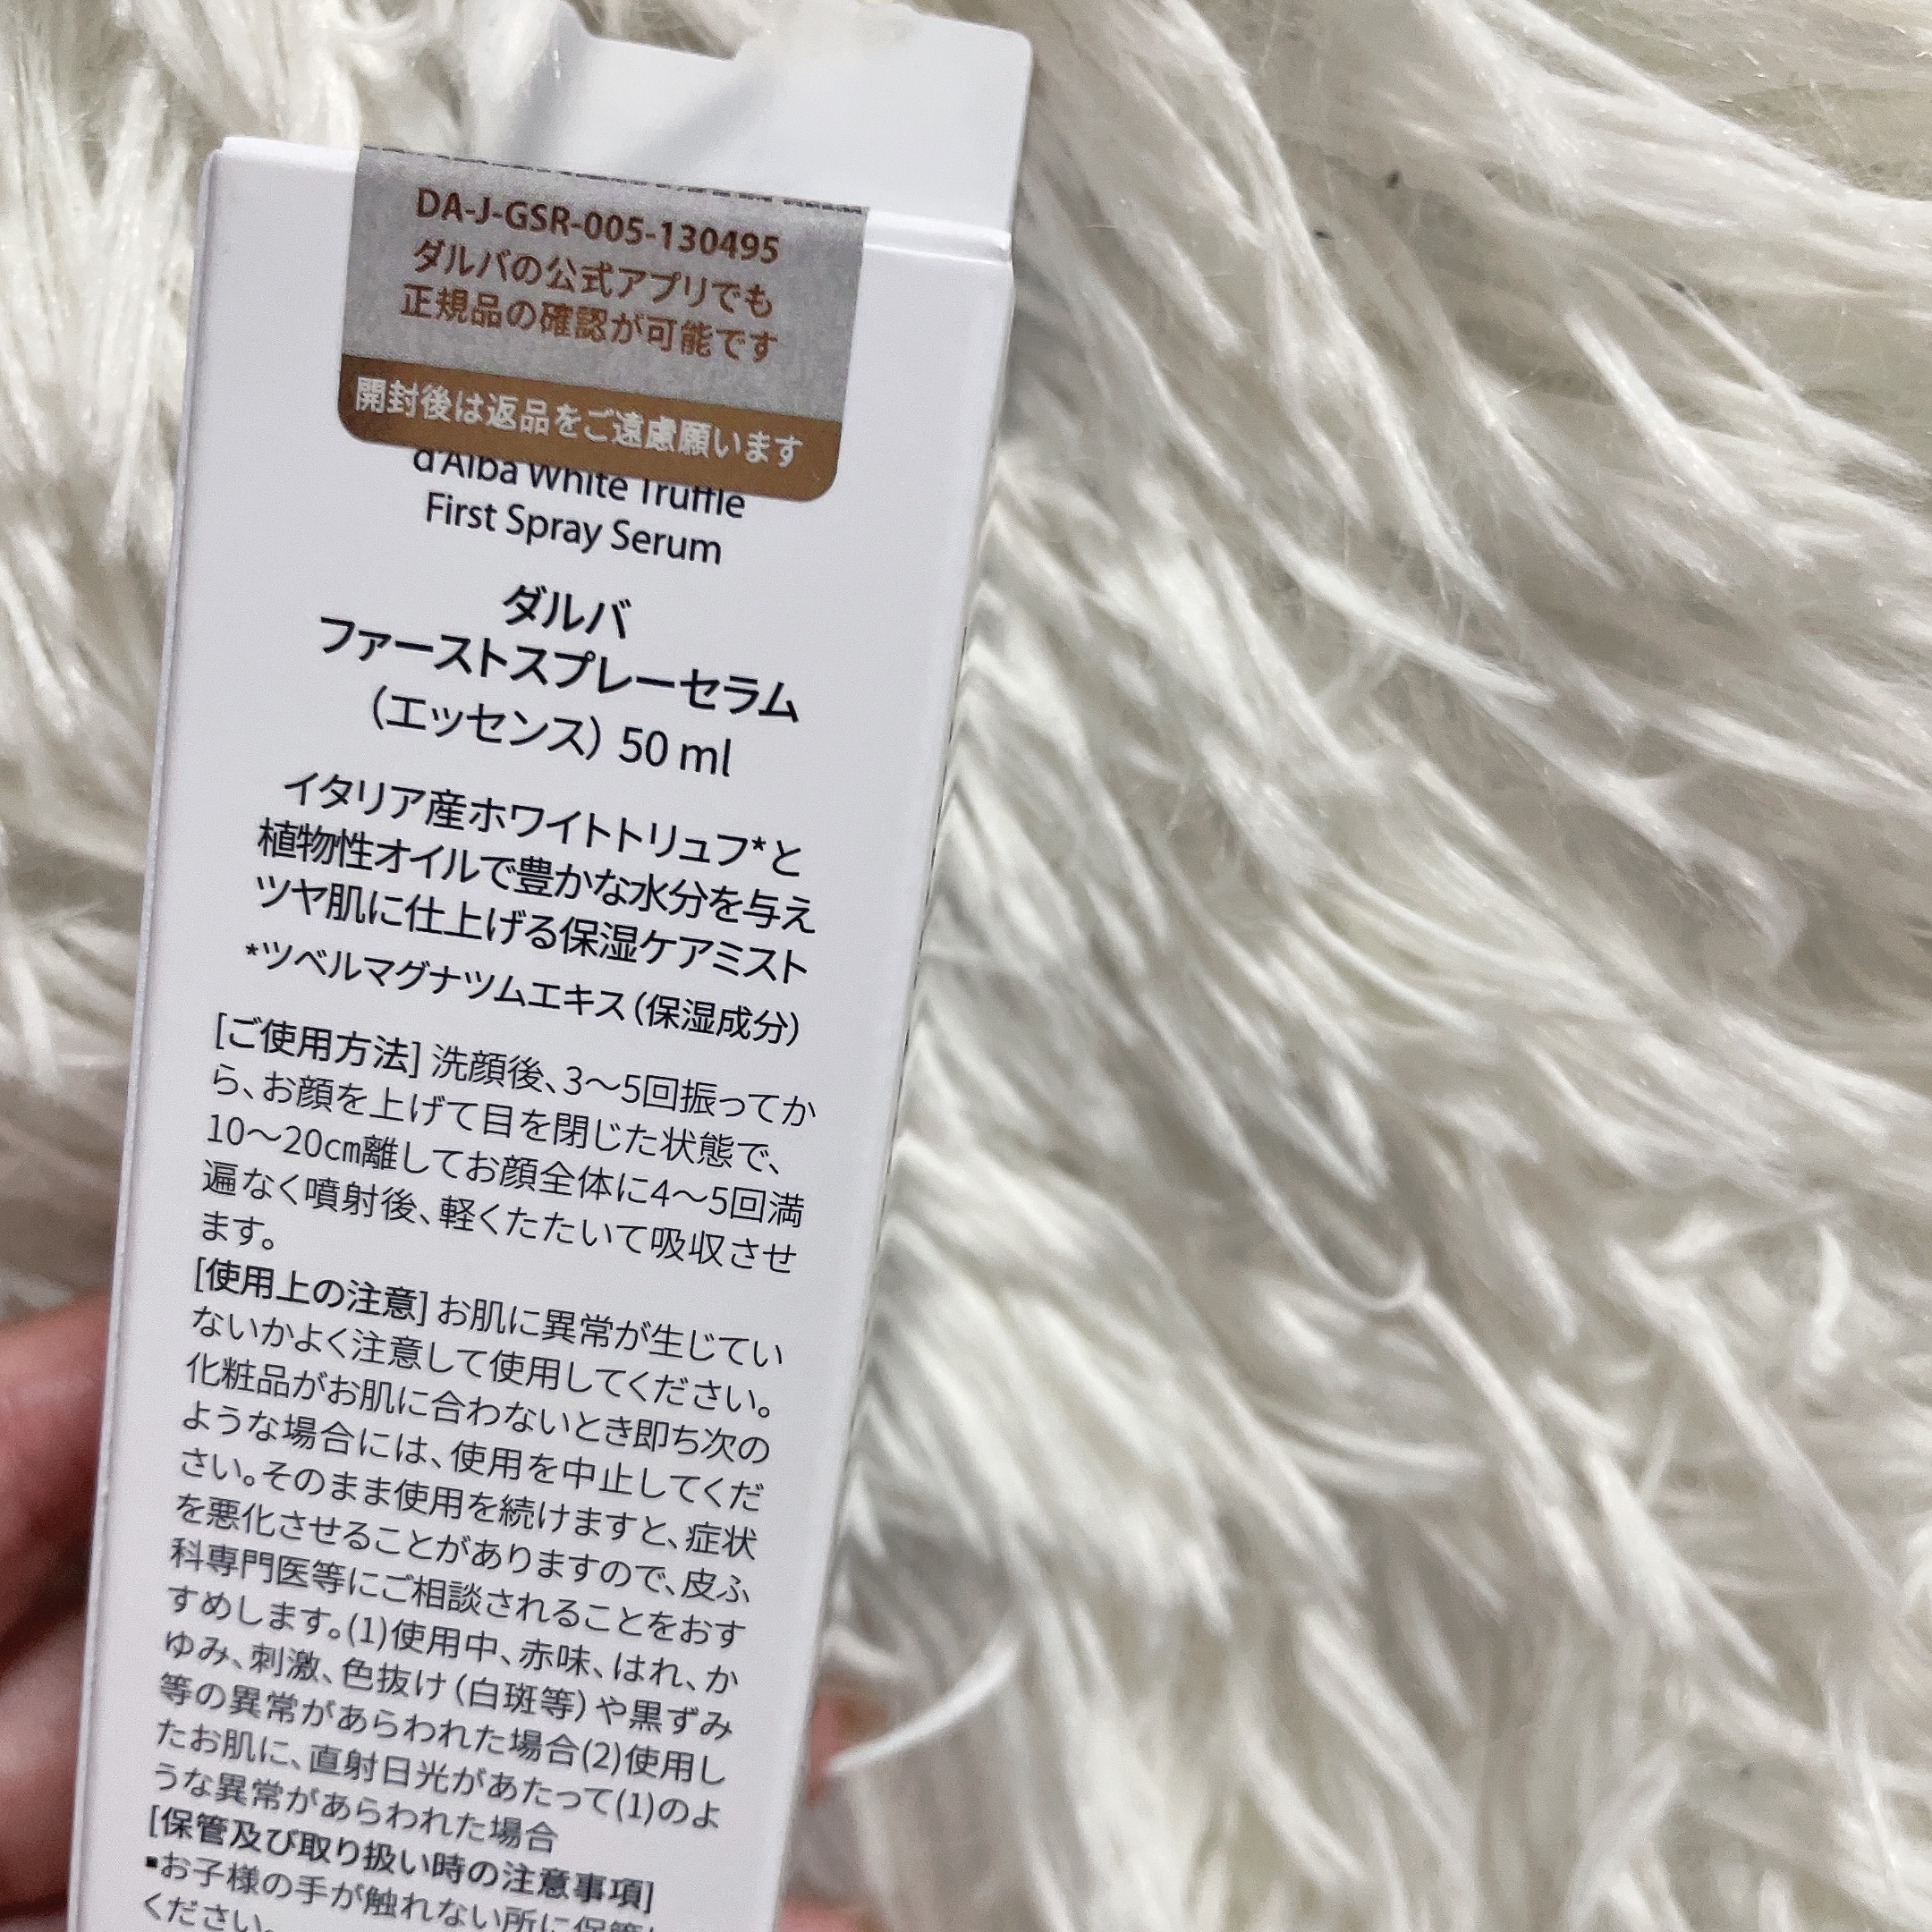 DA-J-GSR-005-130495
ダルバの公式アプリでも
正規品の確認が可能です
開封後は返品をご遠慮願います
d'Alba White Truffle
First Spray Serum
ダルバ
ファーストスプレーセラム
（エッセンス）50 ml
イタリア産ホワイトトリュフ*と
植物性オイルで豊かな水分を与え
ツヤ肌に仕上げる保湿ケアミスト
*ツベルマグナツムエキス（保湿成分）
[ご使用方法] 洗顔後、3～5回振ってか
ら、お顔を上げて目を閉じた状態で、
10～20㎝離してお顔全体に4～5回満
遍なく噴射後、軽くたたいて吸収させ
ます。
[使用上の注意] お肌に異常が生じてい
ないかよく注意して使用してください。
化粧品がお肌に合わないとき即ち次の
ような場合には、使用を中止してくだ
さい。そのまま使用を続けますと、症状
を悪化させることがありますので、皮ふ
科専門医等にご相談されることをおす
すめします。(1)使用中、赤味、はれ、か
ゆみ、刺激、色抜け（白斑等）や黒ずみ
等の異常があらわれた場合(2)使用し
たお肌に、直射日光があたって(1)のよ
うな異常があらわれた場合
[保管及び取り扱い時の注意事項]
▪お子様の手が触れない所に保管し
ください。